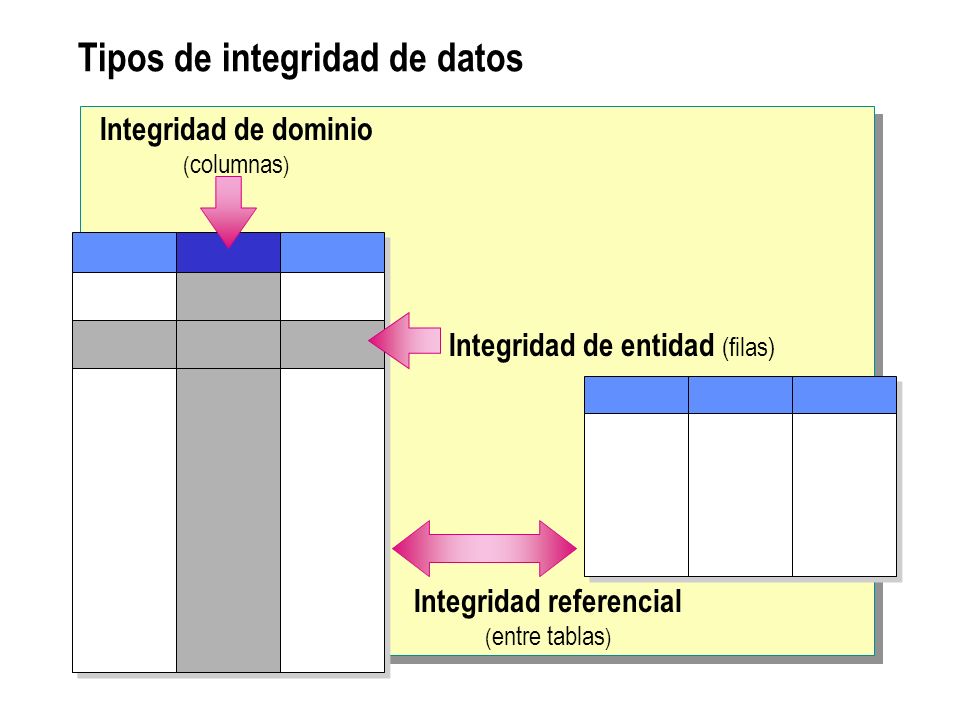 Tipos de integridad de datos
Integridad de dominio
(columnas)
Integridad de entidad (filas)
Integridad referencial
(entre tablas)